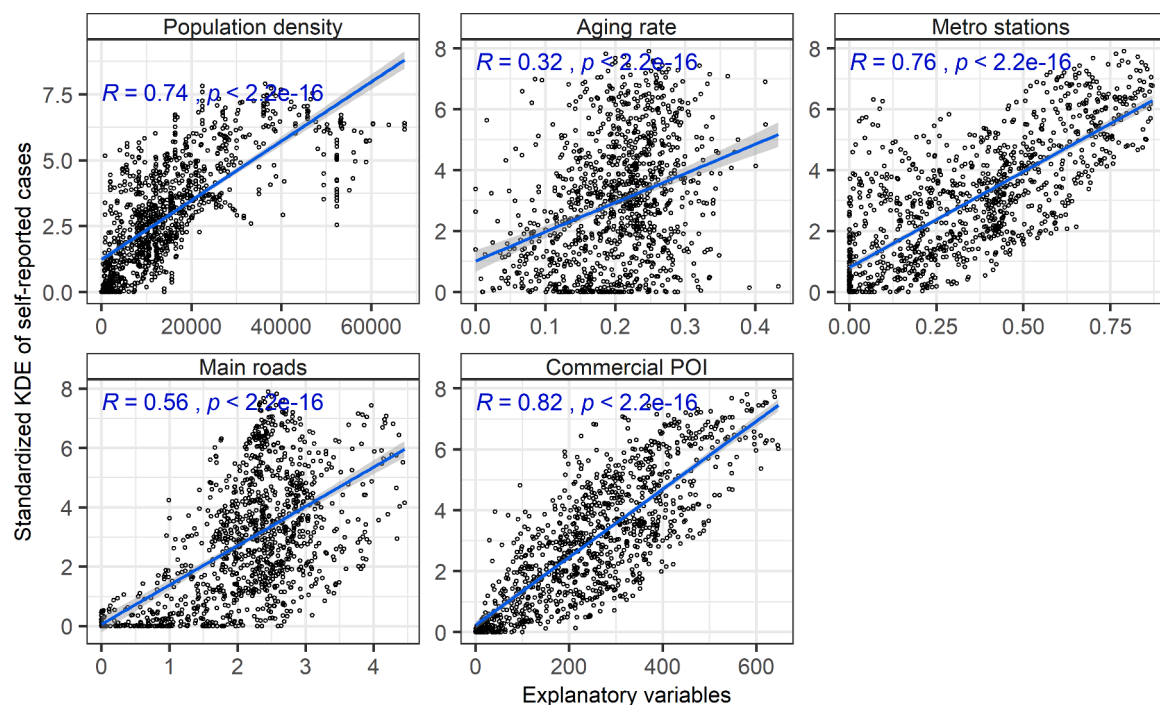 Population density
Aging rate
Metro stations
R = 0.74 , p < 2.2e-16
R = 0.32 , p < 2.2e-16
R = 0.76 , p < 2.2e-16
7.5
5.0
2.5
0.0
0 20000 40000 60000
8
6
4
2
0
0.0 0.1 0.2 0.3 0.4
8
6
4
2
0
0.00 0.25 0.50 0.75
Main roads
Commercial POI
R = 0.56 , p < 2.2e-16
R = 0.82 , p < 2.2e-16
8
6
4
2
0
0 1 2 3 4
8
6
4
2
0
0 200 400 600
Standardized KDE of self-reported cases
Explanatory variables